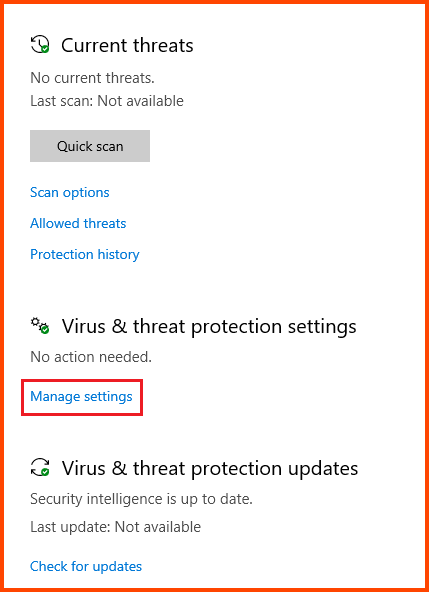 Current threats
No current threats.
Last scan: Not available
Quick scan
Scan options
Allowed threats
Protection history
Virus & threat protection settings
No action needed.
Manage settings
Virus & threat protection updates
Security intelligence is up to date.
Last update: Not available
Check for updates